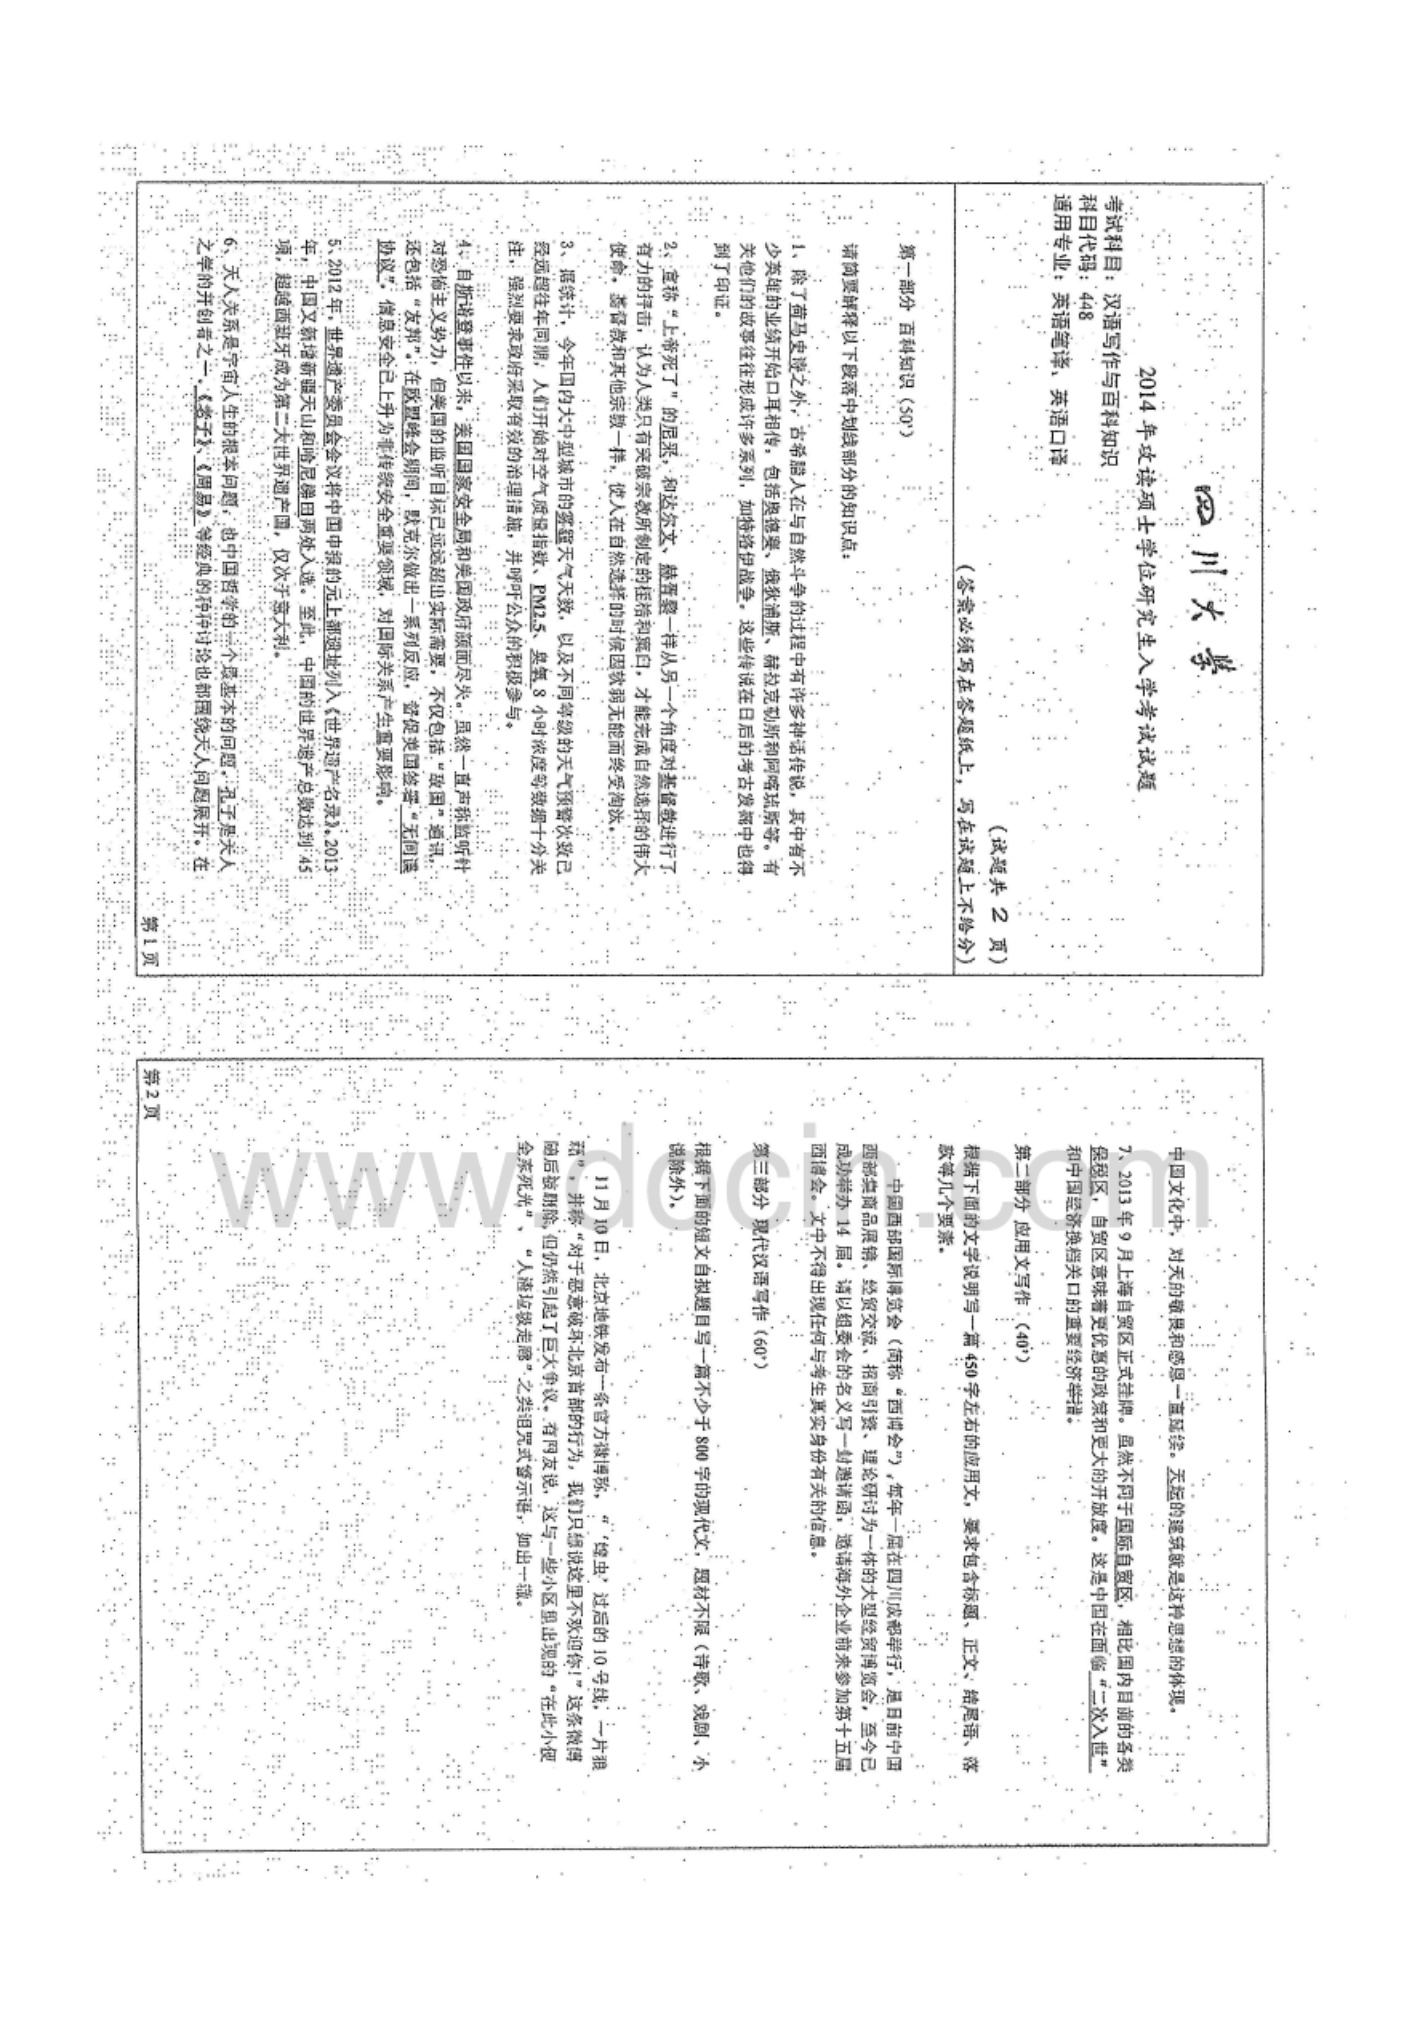 四川大学
2014年攻读硕士学位研究生入学考试试题
考试科目：汉语写作与百科知识
科目代码：448
适用专业：英语笔译、英语口译
（试题共 2 页）
（答案必须写在答题纸上，写在试题上不给分）
第一部分 百科知识（50’）
请简要解释以下段落中划线部分的知识点：
1、除了荷马史诗之外，古希腊人在与自然斗争的过程中有许多神话传说，其中有不
少英雄的业绩开始口耳相传，包括奥德塞、俄狄浦斯、赫拉克勒斯和阿喀琉斯等。有
关他们的故事往往形成许多系列，如特洛伊战争。这些传说在日后的考古发掘中也得
到了印证。
2、宣称“上帝死了”的尼采，和达尔文、赫胥黎一样从另一个角度对基督教进行了
有力的抨击，认为人类只有突破宗教所制定的桎梏和窠臼，才能完成自然选择的伟大
使命。基督教和其他宗教一样，使人在自然选择的时候因软弱无能而终受淘汰。
3、据统计，今年国内大中型城市的雾霾天气天数，以及不同等级的天气预警次数已
经远超往年同期，人们开始对空气质量指数、PM2.5、臭氧 8 小时浓度等数据十分关
注，强烈要求政府采取有效的治理措施，并呼吁公众的积极参与。
4、自斯诺登事件以来，美国国家安全局和美国政府颜面尽失。虽然一直声称监听针
对恐怖主义势力，但美国的监听目标已远远超出实际需要，不仅包括“敌国”通讯，
还包括“友邦”。在欧盟峰会期间，默克尔做出一系列反应，督促美国签署“无间谍
协议”，信息安全已上升为非传统安全重要领域，对国际关系产生重要影响。
5、2012 年，世界遗产委员会会议将中国申报的元上都遗址列入《世界遗产名录》。2013
年，中国又新增新疆天山和哈尼梯田两处入选。至此，中国的世界遗产总数达到 45
项，超越西班牙成为第二大世界遗产国，仅次于意大利。
6、天人关系是宇宙人生的根本问题，也中国哲学的一个最基本的问题。孔子是天人
之学的开创者之一，《老子》、《周易》等经典的种种讨论也都围绕天人问题展开。在
第 1 页
中国文化中，对天的敬畏和感恩一直延续。天坛的建筑就是这种思想的体现。
7、2013 年 9 月上海自贸区正式挂牌。虽然不同于国际自贸区，相比国内目前的各类
保税区，自贸区意味着更优惠的政策和更大的开放度。这是中国在面临“二次入世”
和中国经济换档关口的重要经济举措。
第二部分 应用文写作（40’）
根据下面的文字说明写一篇 450 字左右的应用文，要求包含标题、正文、结尾语、落
款等几个要素。
中国西部国际博览会（简称“西博会”），每年一届在四川成都举行，是目前中国
西部集商品展销、经贸交流、招商引资、理论研讨为一体的大型经贸博览会，至今已
成功举办 14 届。请以组委会的名义写一封邀请函，邀请海外企业前来参加第十五届
西博会。文中不得出现任何与考生真实身份有关的信息。
第三部分 现代汉语写作（60’）
根据下面的短文自拟题目写一篇不少于 800 字的现代文，题材不限（诗歌、戏剧、小
说除外）。
11 月 10 日，北京地铁发布一条官方微博称，“‘蝗虫’过后的 10 号线，一片狼
藉”，并称“对于恶意破坏北京首都的行为，我们只想说这里不欢迎你！”这条微博
随后被删除，但仍然引起了巨大争议。有网友说，这与一些小区里出现的“在此小便
全家死光”、“人渣垃圾走廊”之类诅咒式警示语，如出一辙。
第 2 页
www.docin.com